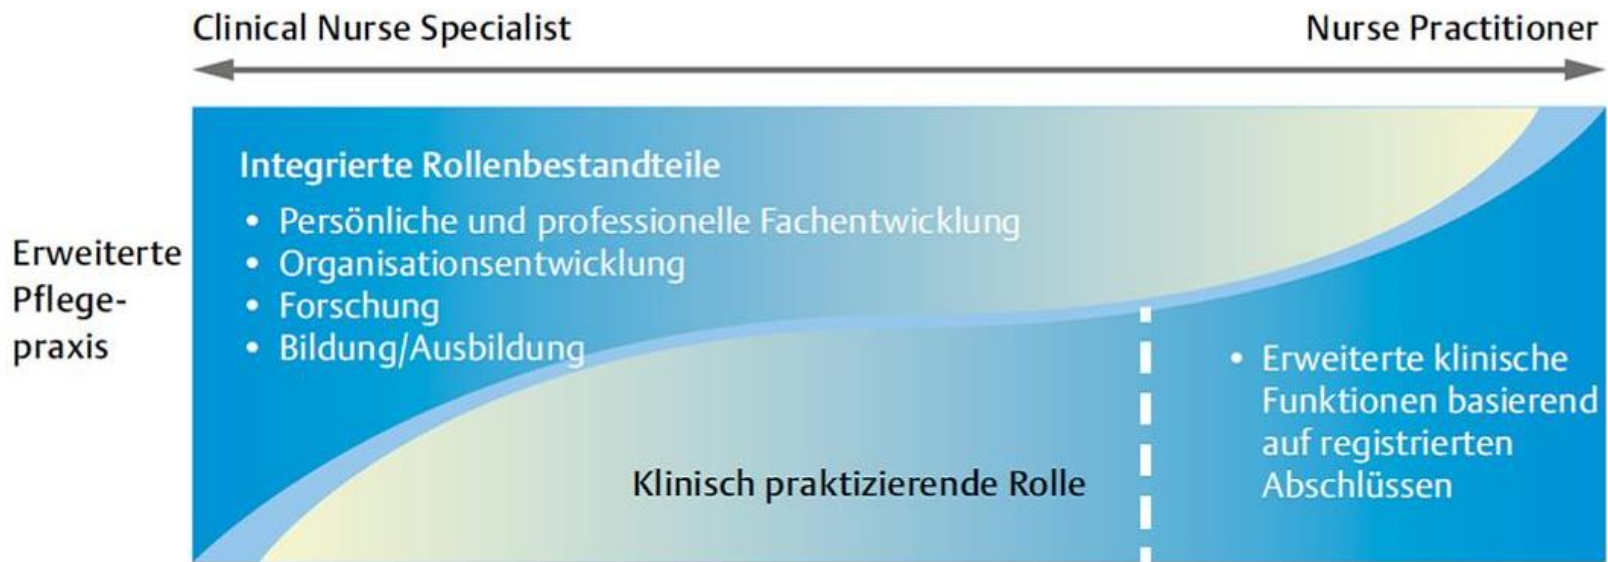 Clinical Nurse Specialist
Nurse Practitioner
Erweiterte
Pflege-
praxis
Integrierte Rollenbestandteile
• Persönliche und professionelle Fachentwicklung
• Organisationsentwicklung
• Forschung
• Bildung/Ausbildung
Klinisch praktizierende Rolle
• Erweiterte klinische
Funktionen basierend
auf registrierten
Abschlüssen